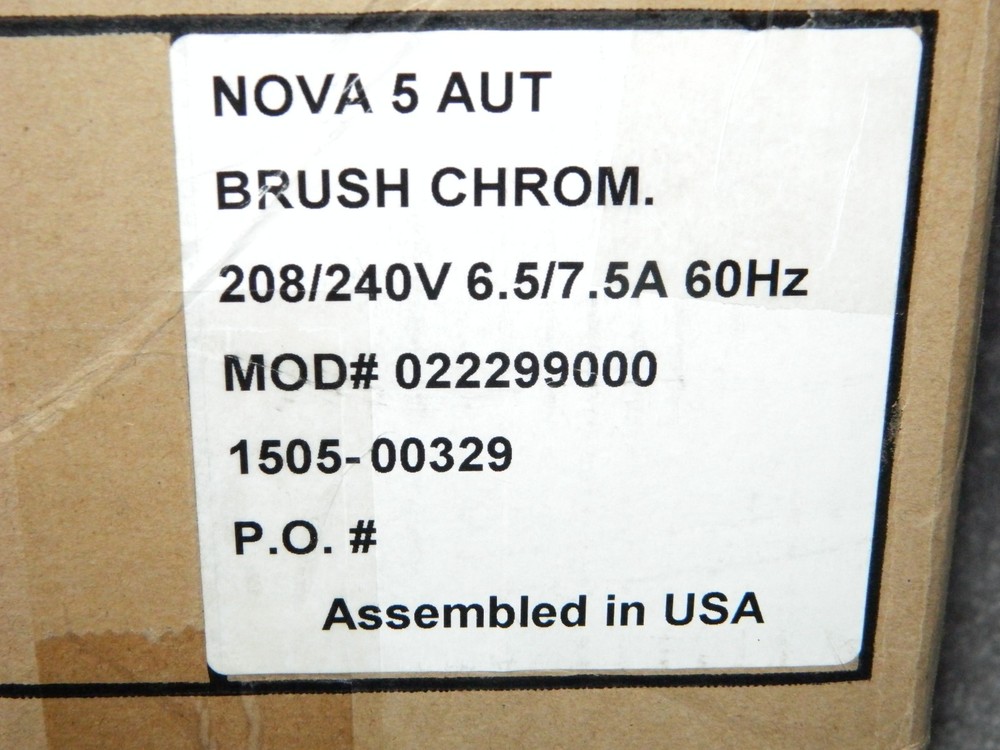 NOVA 5 AUT
BRUSH CHROM.
208/240V 6.5/7.5A 60Hz
MOD# 022299000
1505-00329
P.O. #
Assembled in USA